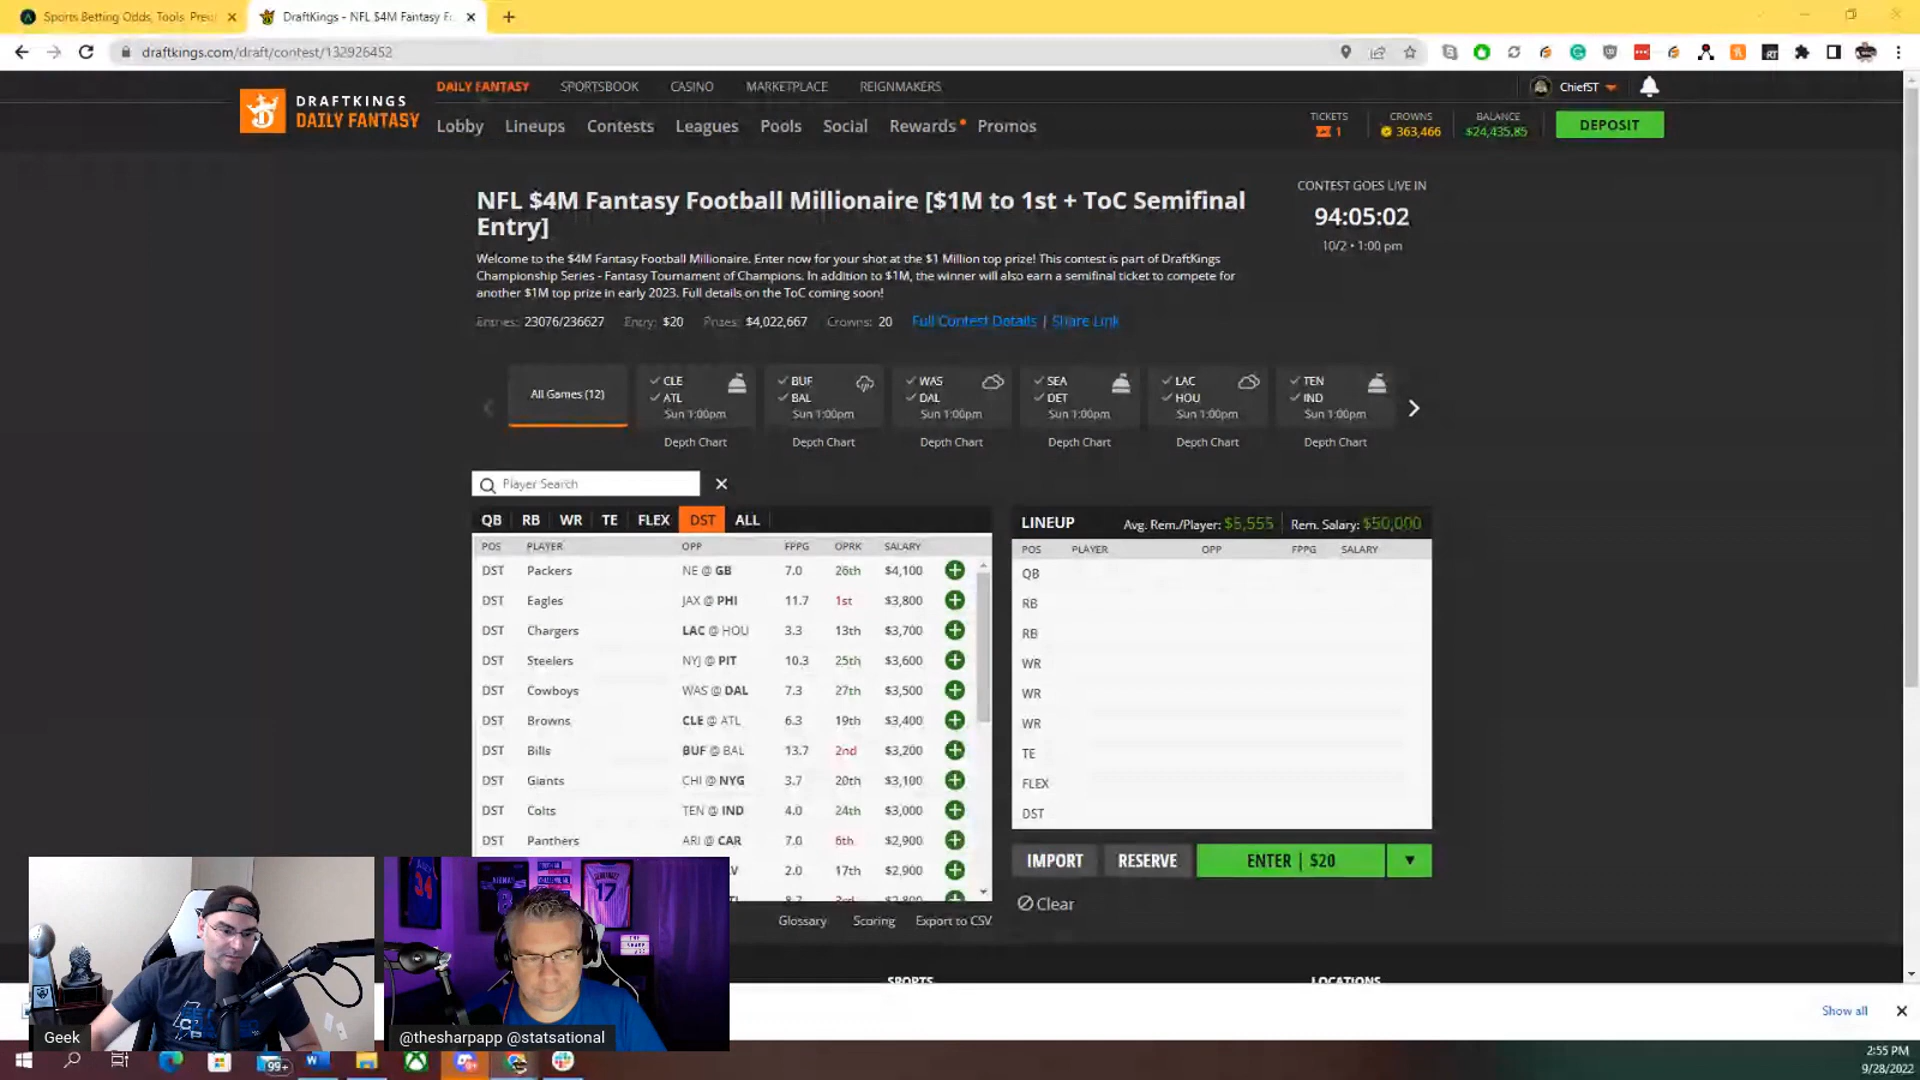 Sports Betting Odds, Tools, Pre
DraftKings - NFL $4M Fantasy F
draftkings.com/draft/contest/132926452
DRAFTKINGS
DAILY FANTASY
DAILY FANTASY
SPORTSBOOK
CASINO
MARKETPLACE
REIGNMAKERS
ChiefST
Lobby
Lineups
Contests
Leagues
Pools
Social
Rewards
Promos
TICKETS
1
CROWNS
363,466
BALANCE
$24,435.85
DEPOSIT
NFL $4M Fantasy Football Millionaire [$1M to 1st + ToC Semifinal
Entry]
CONTEST GOES LIVE IN
94:05:02
10/2 • 1:00 pm
Welcome to the $4M Fantasy Football Millionaire. Enter now for your shot at the $1 Million top prize! This contest is part of DraftKings
Championship Series - Fantasy Tournament of Champions. In addition to $1M, the winner will also earn a semifinal ticket to compete for
another $1M top prize in early 2023. Full details on the ToC coming soon!
Entries: 23076/236627 Entry: $20 Prizes: $4,022,667 Crowns: 20 Full Contest Details | Share Link
All Games (12)
CLE
ATL
Sun 1:00pm
Depth Chart
BUF
BAL
Sun 1:00pm
Depth Chart
WAS
DAL
Sun 1:00pm
Depth Chart
SEA
DET
Sun 1:00pm
Depth Chart
LAC
HOU
Sun 1:00pm
Depth Chart
TEN
IND
Sun 1:00pm
Depth Chart
Player Search
QB RB WR TE FLEX DST ALL
POS PLAYER OPP FPPG OPRK SALARY
DST Packers NE @ GB 7.0 26th $4,100
DST Eagles JAX @ PHI 11.7 1st $3,800
DST Chargers LAC @ HOU 3.3 13th $3,700
DST Steelers NYJ @ PIT 10.3 25th $3,600
DST Cowboys WAS @ DAL 7.3 27th $3,500
DST Browns CLE @ ATL 6.3 19th $3,400
DST Bills BUF @ BAL 13.7 2nd $3,200
DST Giants CHI @ NYG 3.7 20th $3,100
DST Colts TEN @ IND 4.0 24th $3,000
DST Panthers ARI @ CAR 7.0 6th $2,900
2.0 17th $2,900
Glossary
Scoring
Export to CSV
LINEUP
Avg. Rem./Player: $5,555
Rem. Salary: $50,000
POS PLAYER OPP FPPG SALARY
QB
RB
RB
WR
WR
WR
TE
FLEX
DST
IMPORT
RESERVE
ENTER | $20
Clear
SPORTS
LOCATIONS
34
17
Geek
@thesharpapp @statsational
Show all
99+
2:55 PM
9/28/2022